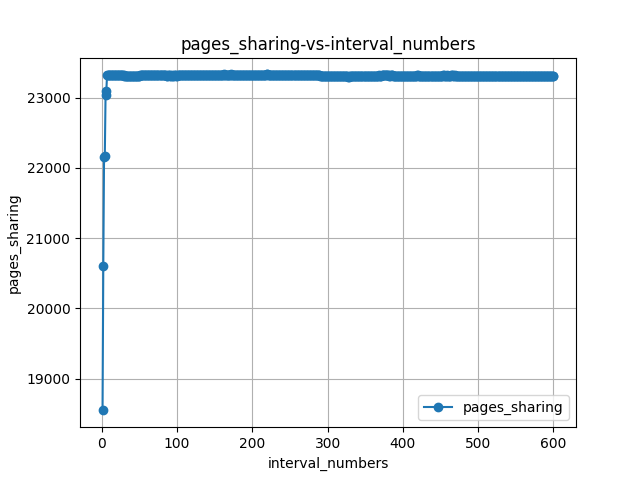 pages_sharing-vs-interval_numbers
23000
22000
21000
20000
19000
pages_sharing
0 100 200 300 400 500 600
interval_numbers
pages_sharing